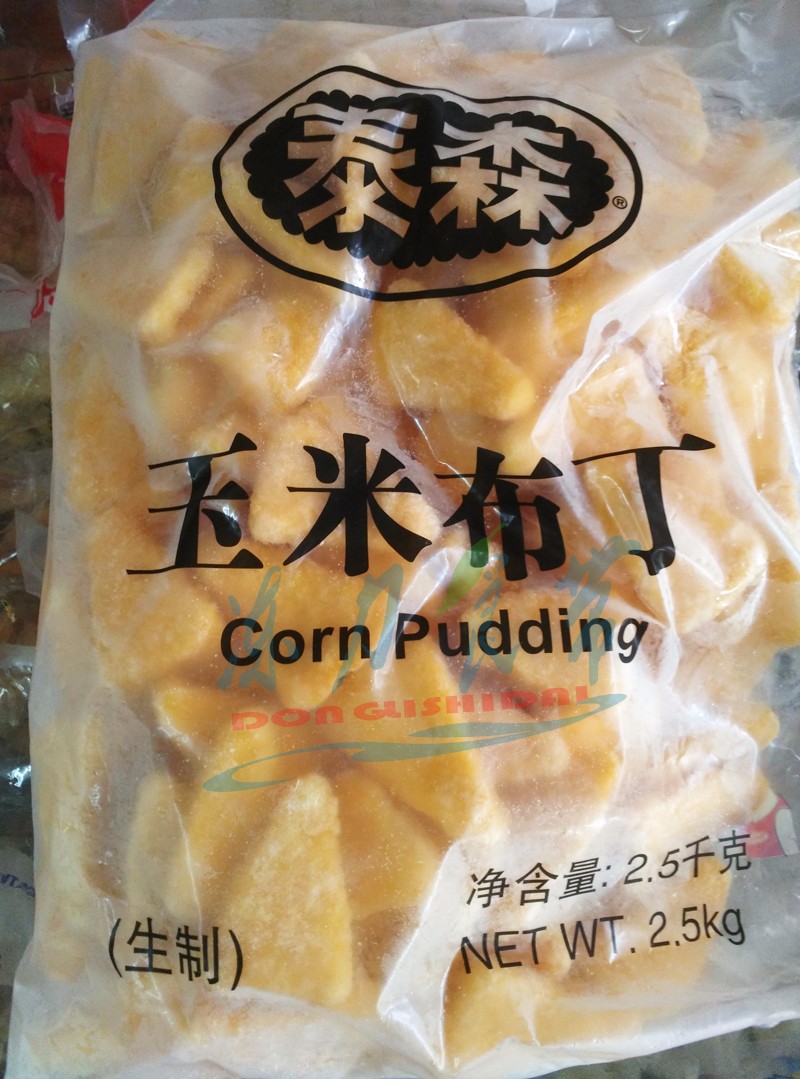 泰森®
玉米布丁
Corn Pudding
DONGLISHIDAI
净含量: 2.5千克
NET WT. 2.5kg
(生制)